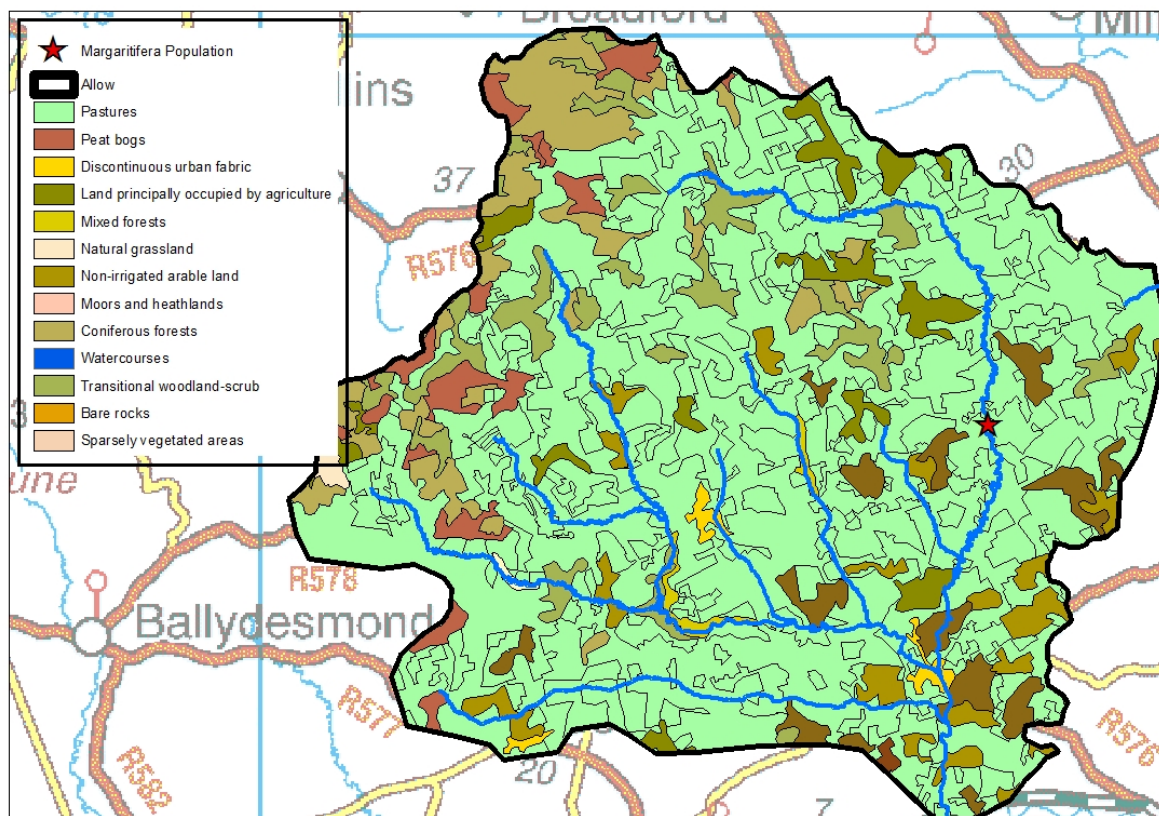 Broadford
Margaritifera Population
Allow
Pastures
Peat bogs
Discontinuous urban fabric
Land principally occupied by agriculture
Mixed forests
Natural grassland
Non-irrigated arable land
Moors and heathlands
Coniferous forests
Watercourses
Transitional woodland-scrub
Bare rocks
Sparsely vegetated areas
lins
37
30
R576
une
R578
Ballydesmond
R577
R582
20
7
R576